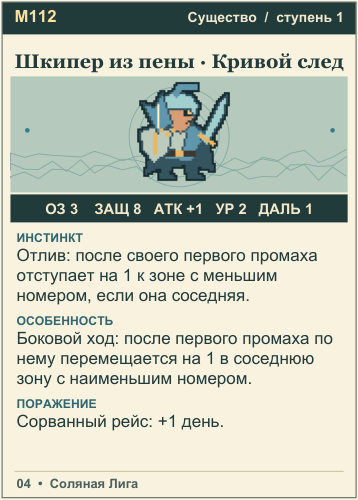 M112
Существо / ступень 1
Шкипер из пены · Кривой след
ОЗ 3 ЗАЩ 8 АТК +1 УР 2 ДАЛЬ 1
ИНСТИНКТ
Отлив: после своего первого промаха
отступает на 1 к зоне с меньшим
номером, если она соседняя.
ОСОБЕННОСТЬ
Боковой ход: после первого промаха по
нему перемещается на 1 в соседнюю
зону с наименьшим номером.
ПОРАЖЕНИЕ
Сорванный рейс: +1 день.
04 • Соляная Лига